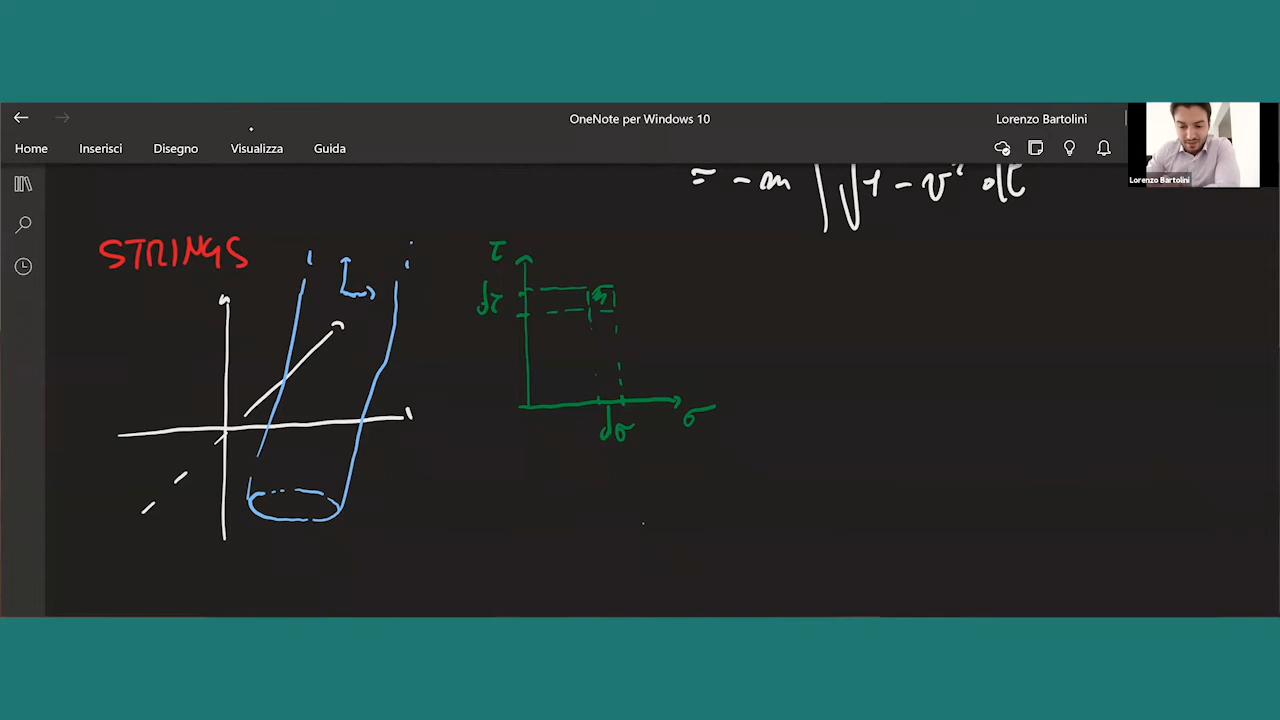 OneNote per Windows 10
Lorenzo Bartolini
Home Inserisci Disegno Visualizza Guida
Lorenzo Bartolini
= - m ∫ √1 - v² dt
STRINGS
τ
dτ
σ
dσ